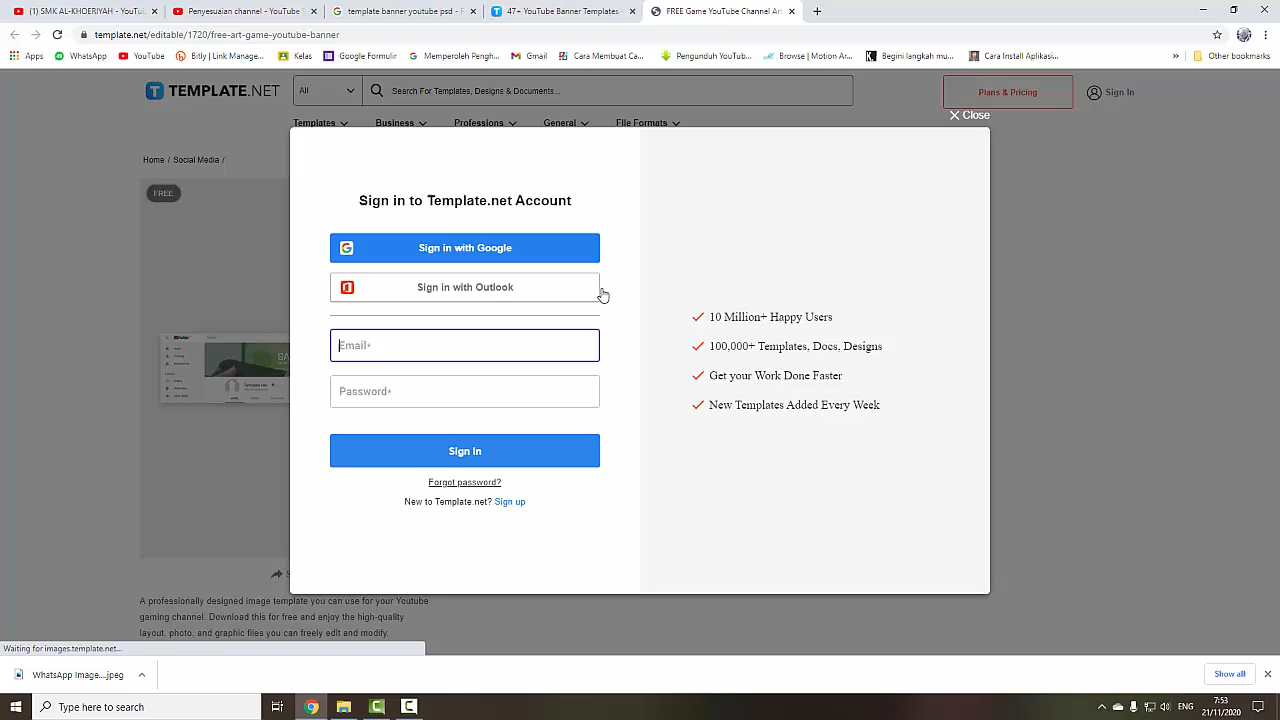 (1) SMK AL-KHOERIYAH - YouTu
Penyesuaian channel - YouTube S
template banner youtube psd - P
47+ YouTube Banner Templates -
FREE Game YouTube Channel Art
template.net/editable/1720/free-art-game-youtube-banner
Apps
WhatsApp
YouTube
Bitly | Link Manage...
Kelas
Google Formulir
Memperoleh Penght...
Gmail
Cara Membuat Ca...
Pengunduh YouTub...
Browse | Motion Ar...
Begini langkah mu...
Cara Install Aplikasi...
Other bookmarks
TEMPLATE.NET
All
Search For Templates, Designs & Documents...
Plans & Pricing
Sign In
Close
Templates
Business
Professions
General
File Formats
Home / Social Media /
FREE
Sign in to Template.net Account
Sign in with Google
Sign in with Outlook
Email*
Password*
Sign In
Forgot password?
New to Template.net? Sign up
10 Million+ Happy Users
100,000+ Templates, Docs, Designs
Get your Work Done Faster
New Templates Added Every Week
A professionally designed image template you can use for your Youtube
gaming channel. Download this for free and enjoy the high-quality
layout, photo, and graphic files you can freely edit and modify.
Waiting for images.template.net...
WhatsApp Image....jpeg
Show all
Type here to search
ENG
7:53
21/11/2020